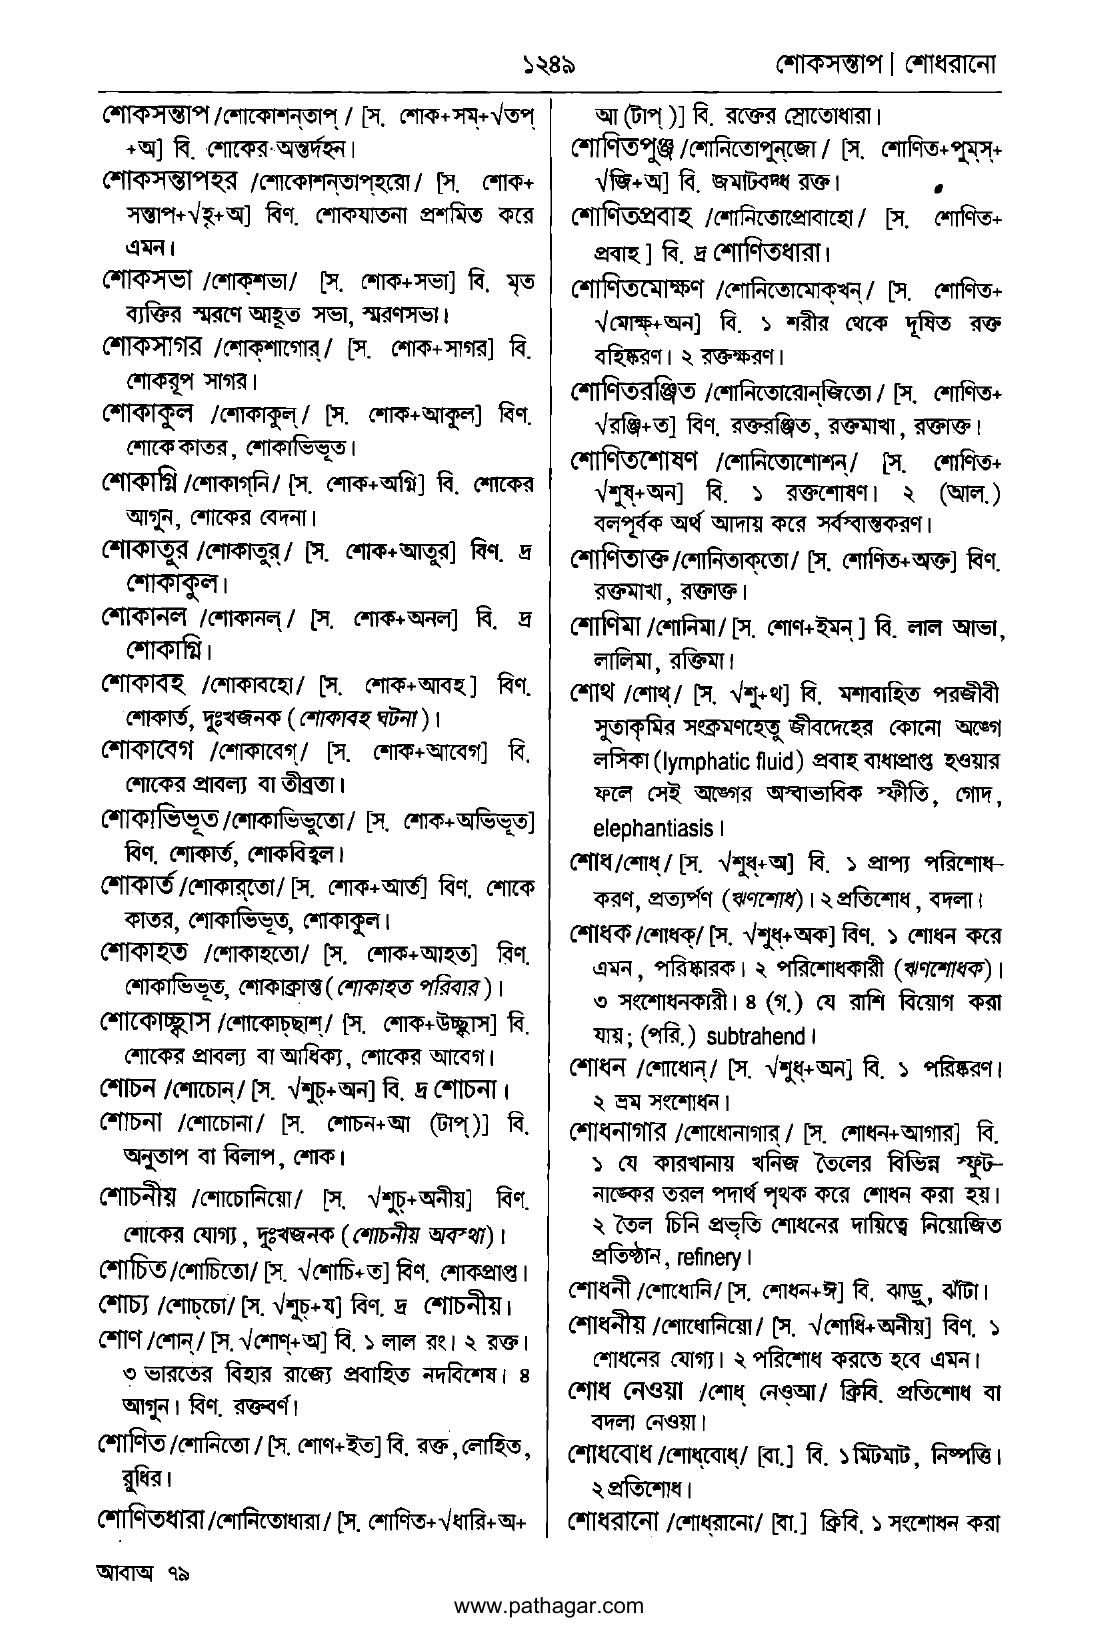 ১২৪৯
শোকসন্তাপ | শোধরানো
শোকসন্তাপ /শোকোশন্‌তাপ্‌ / [স. শোক+সম্‌+√তপ্‌
+অ] বি. শোকের অন্তর্দহন।
শোকসন্তাপহর /শোকোশন্‌তাপ্‌হরো/ [স. শোক+
সন্তাপ+√হৃ+অ] বিণ. শোকযাতনা প্রশমিত করে
এমন।
শোকসভা /শোক্‌শভা/ [স. শোক+সভা] বি. মৃত
ব্যক্তির স্মরণে আহূত সভা, স্মরণসভা।
শোকসাগর /শোক্‌শাগোর্‌/ [স. শোক+সাগর] বি.
শোকরূপ সাগর।
শোকাকুল /শোকাকুল্‌/ [স. শোক+আকুল] বিণ.
শোকে কাতর, শোকাভিভূত।
শোকাগ্নি /শোকাগ্‌নি/ [স. শোক+অগ্নি] বি. শোকের
আগুন, শোকের বেদনা।
শোকাতুর /শোকাতুর্‌/ [স. শোক+আতুর] বিণ. দ্র
শোকাকুল।
শোকানল /শোকানল্‌/ [স. শোক+অনল] বি. দ্র
শোকাগ্নি।
শোকাবহ /শোকাবহো/ [স. শোক+আবহ] বিণ.
শোকার্ত, দুঃখজনক (শোকাবহ ঘটনা)।
শোকাবেগ /শোকাবেগ্‌/ [স. শোক+আবেগ] বি.
শোকের প্রাবল্য বা তীব্রতা।
শোকাভিভূত /শোকাভিভুতো/ [স. শোক+অভিভূত]
বিণ. শোকার্ত, শোকবিহ্বল।
শোকার্ত /শোকার্‌তো/ [স. শোক+আর্ত] বিণ. শোকে
কাতর, শোকাভিভূত, শোকাকুল।
শোকাহত /শোকাহতো/ [স. শোক+আহত] বিণ.
শোকাভিভূত, শোকাক্রান্ত (শোকাহত পরিবার)।
শোকোচ্ছ্বাস /শোকোচ্‌ছাশ্‌/ [স. শোক+উচ্ছ্বাস] বি.
শোকের প্রাবল্য বা আধিক্য, শোকের আবেগ।
শোচন /শোচোন্‌/ [স. √শুচ্‌+অন] বি. দ্র শোচনা।
শোচনা /শোচোনা/ [স. শোচন+আ (টাপ্‌)] বি.
অনুতাপ বা বিলাপ, শোক।
শোচনীয় /শোচোনিয়ো/ [স. √শুচ্‌+অনীয়] বিণ.
শোকের যোগ্য, দুঃখজনক (শোচনীয় অবস্থা)।
শোচিত /শোচিতো/ [স. √শোচি+ত] বিণ. শোকপ্রাপ্ত।
শোচ্য /শোচ্‌চো/ [স. √শুচ্‌+য] বিণ. দ্র শোচনীয়।
শোণ /শোন্‌/ [স. √শোণ্‌+অ] বি. ১ লাল রং। ২ রক্ত।
৩ ভারতের বিহার রাজ্যে প্রবাহিত নদবিশেষ। ৪
আগুন। বিণ. রক্তবর্ণ।
শোণিত /শোনিতো / [স. শোণ+ইত] বি. রক্ত, লোহিত,
রুধির।
শোণিতধারা /শোনিতোধারা/ [স. শোণিত+√ধারি+অ+
আ (টাপ্‌ )] বি. রক্তের স্রোতোধারা।
শোণিতপুঞ্জ /শোনিতোপুন্‌জো/ [স. শোণিত+পুম্‌স্‌+
√জি+অ] বি. জমাটবদ্ধ রক্ত।
শোণিতপ্রবাহ /শোনিতোপ্রোবাহো/ [স. শোণিত+
প্রবাহ ] বি. দ্র শোণিতধারা।
শোণিতমোক্ষণ /শোনিতোমোক্‌খন্‌/ [স. শোণিত+
√মোক্ষ্‌+অন] বি. ১ শরীর থেকে দূষিত রক্ত
বহিষ্করণ। ২ রক্তক্ষরণ।
শোণিতরঞ্জিত /শোনিতোরোন্‌জিতো/ [স. শোণিত+
√রঞ্জি+ত] বিণ. রক্তরঞ্জিত, রক্তমাখা, রক্তাক্ত।
শোণিতশোষণ /শোনিতোশোশন্‌/ [স. শোণিত+
√শুষ্‌+অন] বি. ১ রক্তশোষণ। ২ (আল.)
বলপূর্বক অর্থ আদায় করে সর্বস্বান্তকরণ।
শোণিতাক্ত /শোনিতাক্‌তো/ [স. শোণিত+অক্ত] বিণ.
রক্তমাখা, রক্তাক্ত।
শোণিমা /শোনিমা/ [স. শোণ+ইমন্‌ ] বি. লাল আভা,
লালিমা, রক্তিমা।
শোথ /শোথ্‌/ [স. √শু+থ] বি. মশাবাহিত পরজীবী
সুতাকৃমির সংক্রমণহেতু জীবদেহের কোনো অঙ্গে
লসিকা (lymphatic fluid) প্রবাহ বাধাপ্রাপ্ত হওয়ার
ফলে সেই অঙ্গের অস্বাভাবিক স্ফীতি, গোদ,
elephantiasis।
শোধ /শোধ্‌/ [স. √শুধ্‌+অ] বি. ১ প্রাপ্য পরিশোধ-
করণ, প্রত্যর্পণ (ঋণশোধ)। ২ প্রতিশোধ, বদলা।
শোধক /শোধক্‌/ [স. √শুধ্‌+অক] বিণ. ১ শোধন করে
এমন, পরিষ্কারক। ২ পরিশোধকারী (ঋণশোধক)।
৩ সংশোধনকারী। ৪ (গ.) যে রাশি বিয়োগ করা
যায়; (পরি.) subtrahend।
শোধন /শোধোন্‌/ [স. √শুধ্‌+অন] বি. ১ পরিষ্করণ।
২ ভ্রম সংশোধন।
শোধনাগার /শোধোনাগার্‌/ [স. শোধন+আগার] বি.
১ যে কারখানায় খনিজ তৈলের বিভিন্ন স্ফুট-
নাঙ্কের তরল পদার্থ পৃথক করে শোধন করা হয়।
২ তৈল চিনি প্রভৃতি শোধনের দায়িত্বে নিয়োজিত
প্রতিষ্ঠান, refinery।
শোধনী /শোধোনি/ [স. শোধন+ঈ] বি. ঝাড়ু, ঝাঁটা।
শোধনীয় /শোধোনিয়ো/ [স. √শোধি+অনীয়] বিণ. ১
শোধনের যোগ্য। ২ পরিশোধ করতে হবে এমন।
শোধ নেওয়া /শোধ্‌ নেওআ/ ক্রিবি. প্রতিশোধ বা
বদলা নেওয়া।
শোধবোধ /শোধ্‌বোধ্‌/ [বা.] বি. ১ মিটমাট, নিষ্পত্তি।
২ প্রতিশোধ।
শোধরানো /শোধ্‌রানো/ [বা.] ক্রিবি. ১ সংশোধন করা
আবাঅ ৭৯
www.pathagar.com